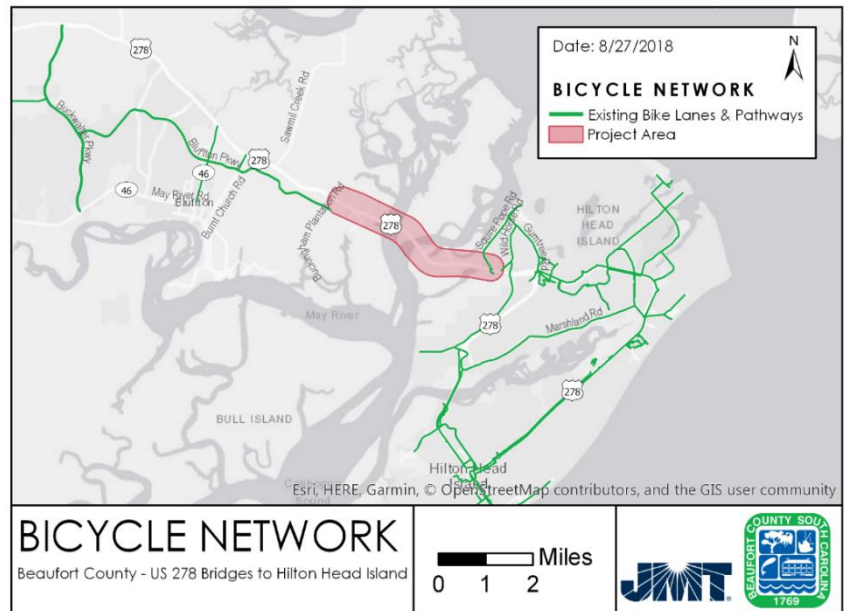 Date: 8/27/2018
N
BICYCLE NETWORK
Existing Bike Lanes & Pathways
Project Area
278
Sawmil Creek Rd
Buckwalter Pkwy
Bluffton Pkwy
278
46
46
May River Rd
Bluffton
Burnt Church Rd
Buckingham Plantation Rd
278
Squire Pope Rd
Wild Horse Rd
Gumtree Rd
HILTON
HEAD
ISLAND
May River
278
Marshland Rd
278
BULL ISLAND
Hilton Head
Island
Sound
Esri, HERE, Garmin, © OpenStreetMap contributors, and the GIS user community
BICYCLE NETWORK
Beaufort County - US 278 Bridges to Hilton Head Island
Miles
0 1 2
JMT
BEAUFORT COUNTY SOUTH CAROLINA
1769